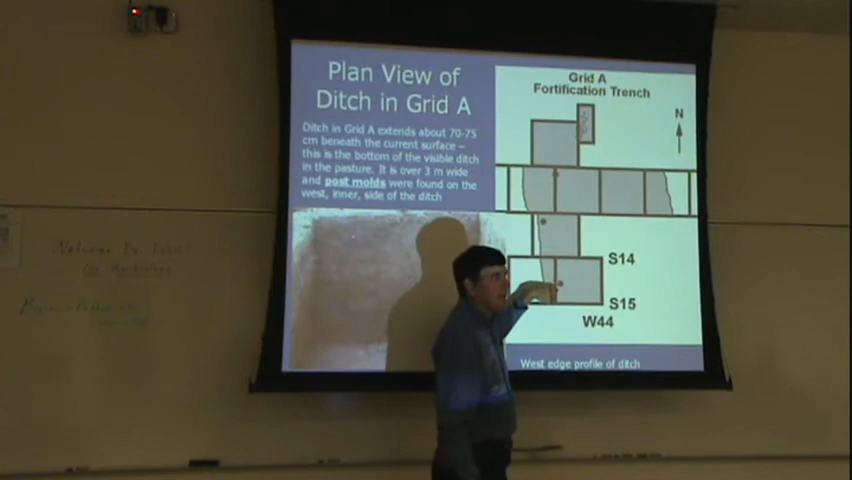 Plan View of
Ditch in Grid A
Ditch in Grid A extends about 70-75
cm beneath the current surface –
this is the bottom of the visible ditch
in the pasture. It is over 3 m wide
and post molds were found on the
west, inner, side of the ditch
Grid A
Fortification Trench
N
S14
S15
W44
West edge profile of ditch